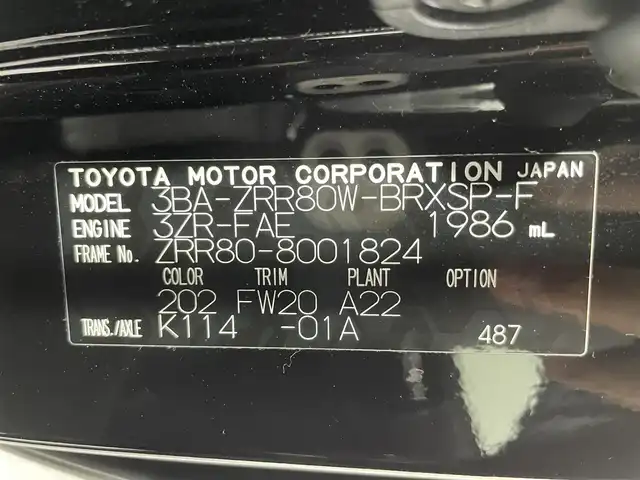 TOYOTA MOTOR CORPORATION JAPAN
MODEL 3BA-ZRR80W-BRXSP-F
ENGINE 3ZR-FAE 1986 mL
FRAME No. ZRR80-8001824
COLOR TRIM PLANT OPTION
202 FW20 A22
TRANS./AXLE K114 -01A 487